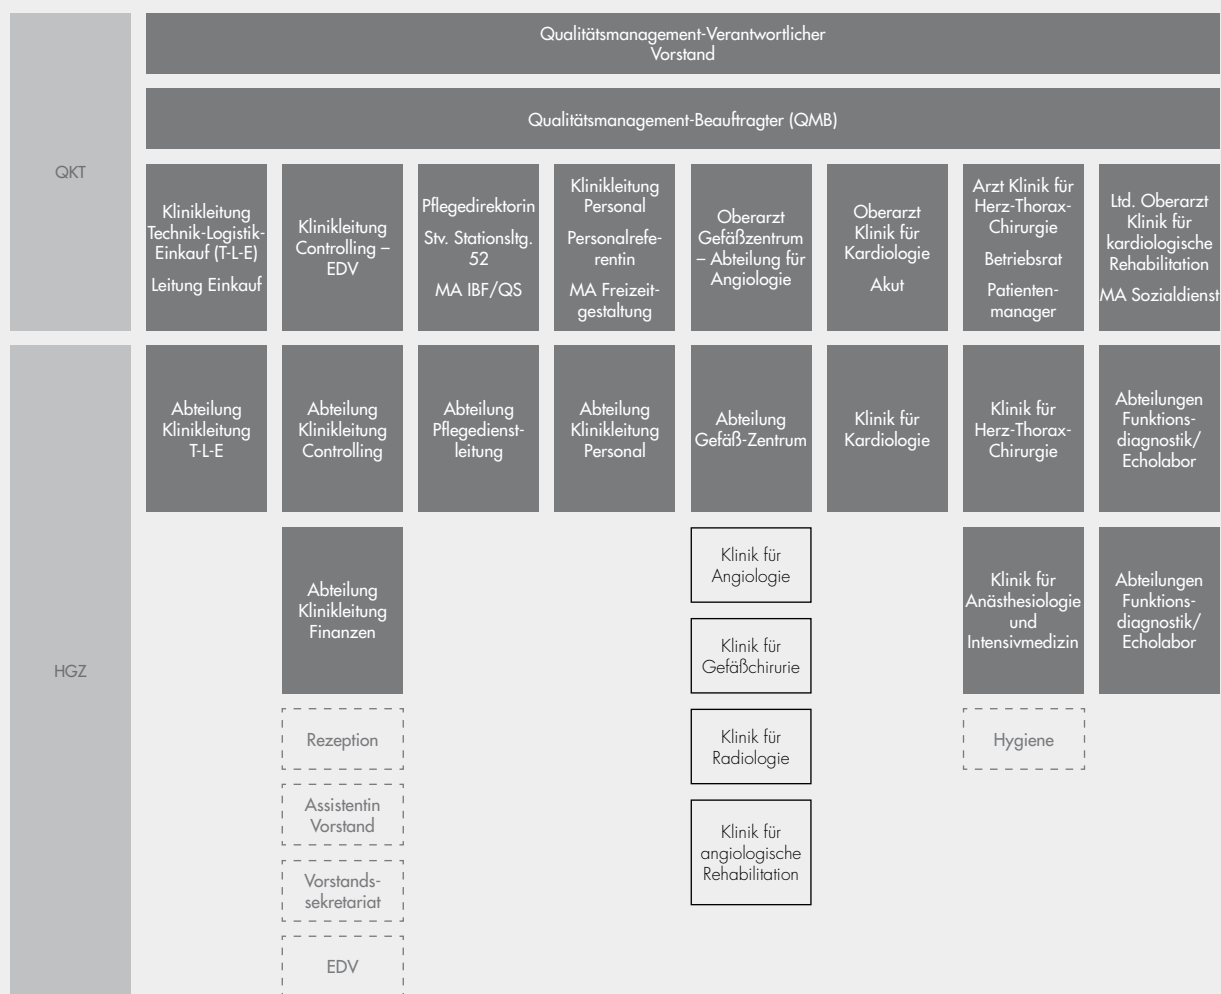 Qualitätsmanagement-Verantwortlicher
Vorstand
Qualitätsmanagement-Beauftragter (QMB)
QKT
Klinikleitung
Technik-Logistik-
Einkauf (T-L-E)
Leitung Einkauf
Klinikleitung
Controlling –
EDV
Pflegedirektorin
Stv. Stationsltg.
52
MA IBF/QS
Klinikleitung
Personal
Personalrefe-
rentin
MA Freizeit-
gestaltung
Oberarzt
Gefäßzentrum
– Abteilung für
Angiologie
Oberarzt
Klinik für
Kardiologie
Akut
Arzt Klinik für
Herz-Thorax-
Chirurgie
Betriebsrat
Patienten-
manager
Ltd. Oberarzt
Klinik für
kardiologische
Rehabilitation
MA Sozialdienst
HGZ
Abteilung
Klinikleitung
T-L-E
Abteilung
Klinikleitung
Controlling
Abteilung
Pflegedienst-
leitung
Abteilung
Klinikleitung
Personal
Abteilung
Gefäß-Zentrum
Klinik für
Kardiologie
Klinik für
Herz-Thorax-
Chirurgie
Abteilungen
Funktions-
diagnostik/
Echolabor
Abteilung
Klinikleitung
Finanzen
Klinik für
Angiologie
Klinik für
Gefäßchirurie
Klinik für
Anästhesiologie
und
Intensivmedizin
Abteilungen
Funktions-
diagnostik/
Echolabor
Rezeption
Klinik für
Radiologie
Hygiene
Assistentin
Vorstand
Klinik für
angiologische
Rehabilitation
Vorstands-
sekretariat
EDV